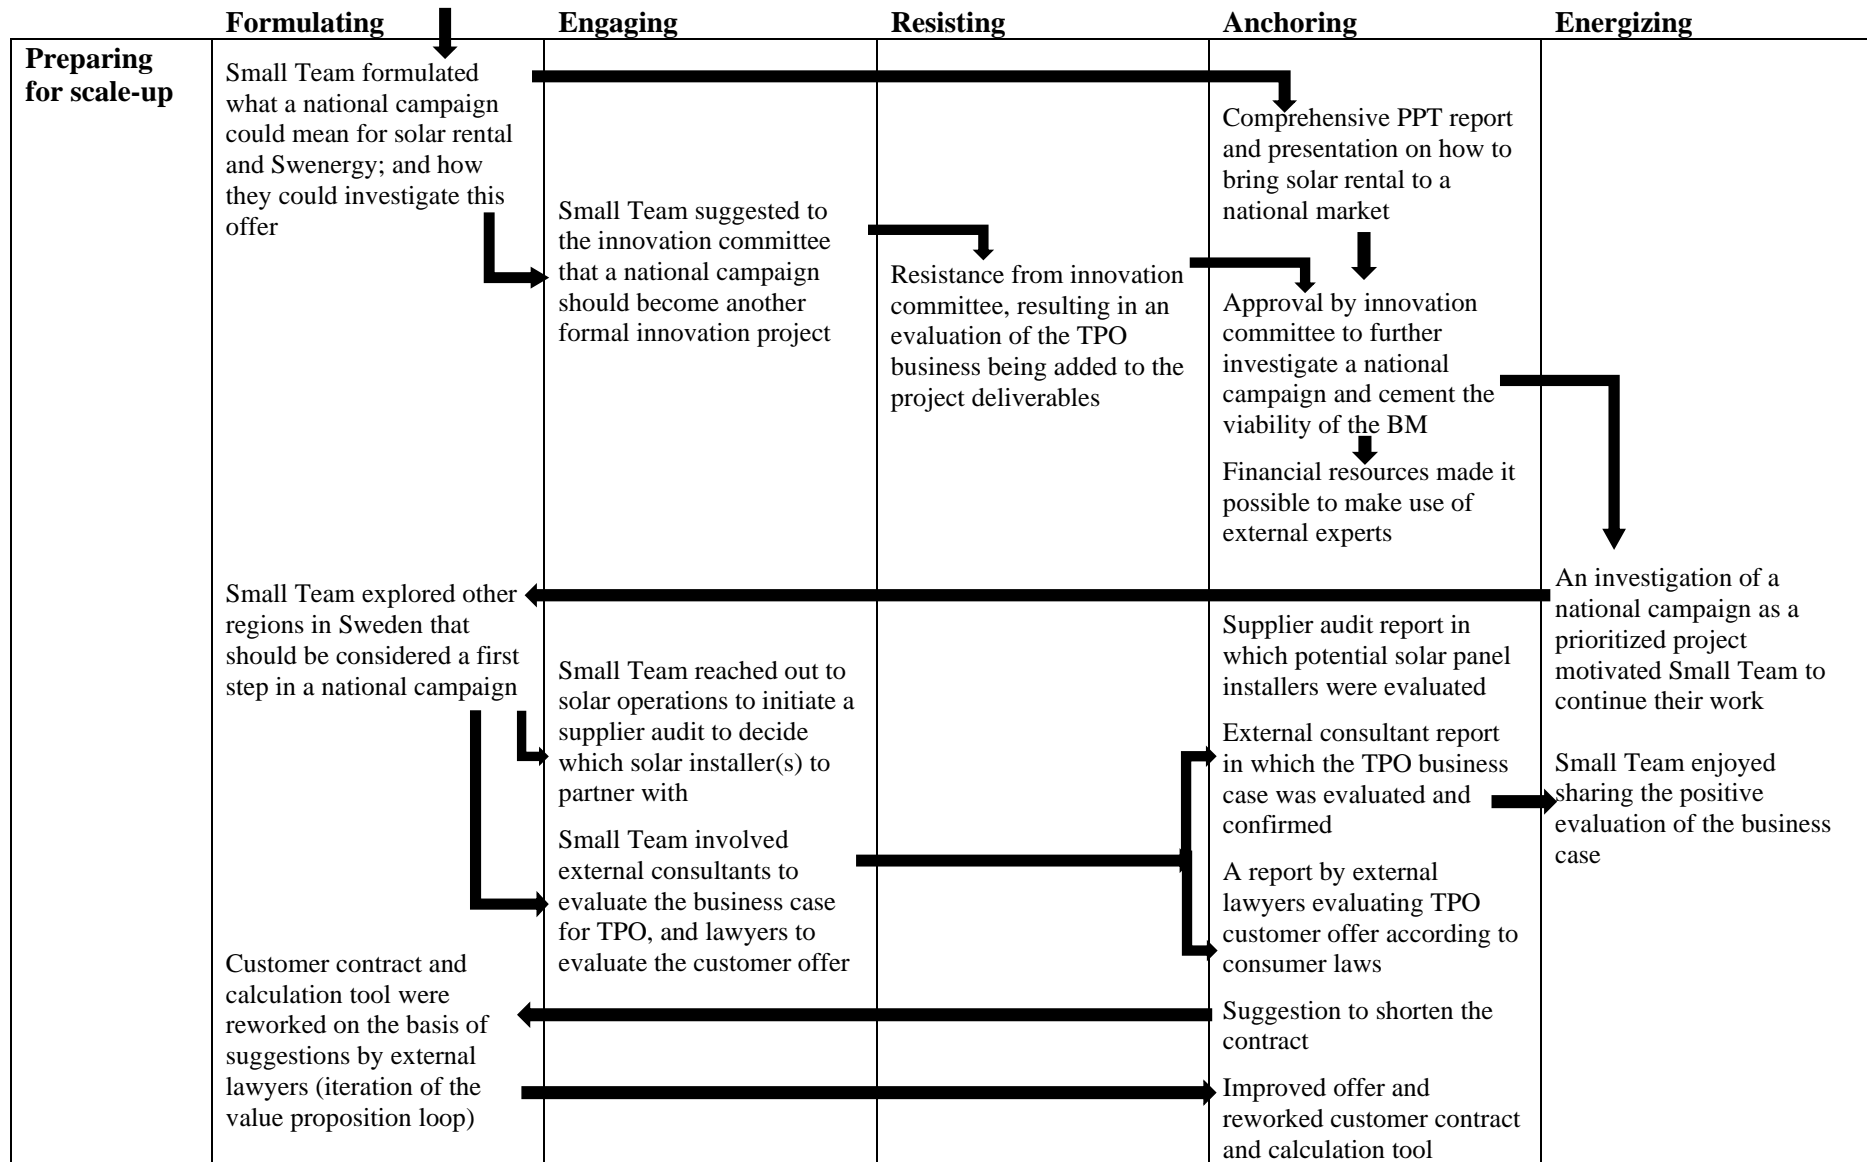 Formulating
Engaging
Resisting
Anchoring
Energizing
Preparing
for scale-up
Small Team formulated
what a national campaign
could mean for solar rental
and Swenergy; and how
they could investigate this
offer
Small Team explored other
regions in Sweden that
should be considered a first
step in a national campaign
Customer contract and
calculation tool were
reworked on the basis of
suggestions by external
lawyers (iteration of the
value proposition loop)
Small Team suggested to
the innovation committee
that a national campaign
should become another
formal innovation project
Small Team reached out to
solar operations to initiate a
supplier audit to decide
which solar installer(s) to
partner with
Small Team involved
external consultants to
evaluate the business case
for TPO, and lawyers to
evaluate the customer offer
Resistance from innovation
committee, resulting in an
evaluation of the TPO
business being added to the
project deliverables
Comprehensive PPT report
and presentation on how to
bring solar rental to a
national market
Approval by innovation
committee to further
investigate a national
campaign and cement the
viability of the BM
Financial resources made it
possible to make use of
external experts
Supplier audit report in
which potential solar panel
installers were evaluated
External consultant report
in which the TPO business
case was evaluated and
confirmed
A report by external
lawyers evaluating TPO
customer offer according to
consumer laws
Suggestion to shorten the
contract
Improved offer and
reworked customer contract
and calculation tool
An investigation of a
national campaign as a
prioritized project
motivated Small Team to
continue their work
Small Team enjoyed
sharing the positive
evaluation of the business
case